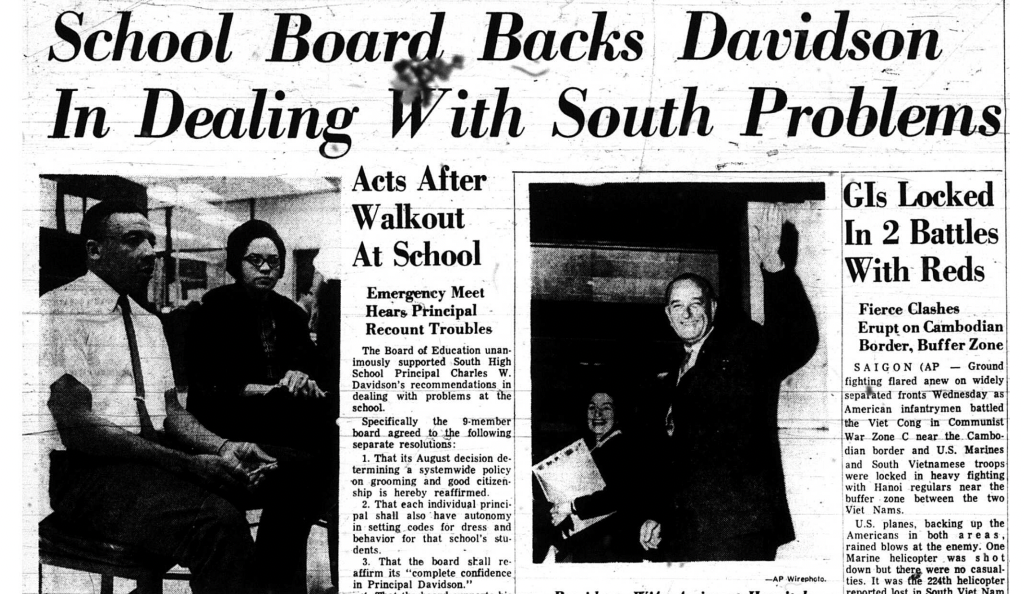 School Board Backs Davidson
In Dealing With South Problems
Acts After
Walkout
At School
Emergency Meet
Hears Principal
Recount Troubles
The Board of Education unan-
imously supported South High
School Principal Charles W.
Davidson's recommendations in
dealing with problems at the
school.
Specifically the 9-member
board agreed to the following
separate resolutions:
1. That its August decision de-
termining a systemwide policy
on grooming and good citizen-
ship is hereby reaffirmed.
2. That each individual princi-
pal shall also have autonomy
in setting codes for dress and
behavior for that school's stu-
dents.
3. That the board shall re-
affirm its "complete confidence
in Principal Davidson."
—AP Wirephoto.
GIs Locked
In 2 Battles
With Reds
Fierce Clashes
Erupt on Cambodian
Border, Buffer Zone
SAIGON (AP — Ground
fighting flared anew on widely
separated fronts Wednesday as
American infantrymen battled
the Viet Cong in Communist
War Zone C near the Cambo-
dian border and U.S. Marines
and South Vietnamese troops
were locked in heavy fighting
with Hanoi regulars near the
buffer zone between the two
Viet Nams.
U.S. planes, backing up the
Americans in both areas,
rained blows at the enemy. One
Marine helicopter was shot
down but there were no casual-
ties. It was the 224th helicopter
reported lost in South Viet Nam